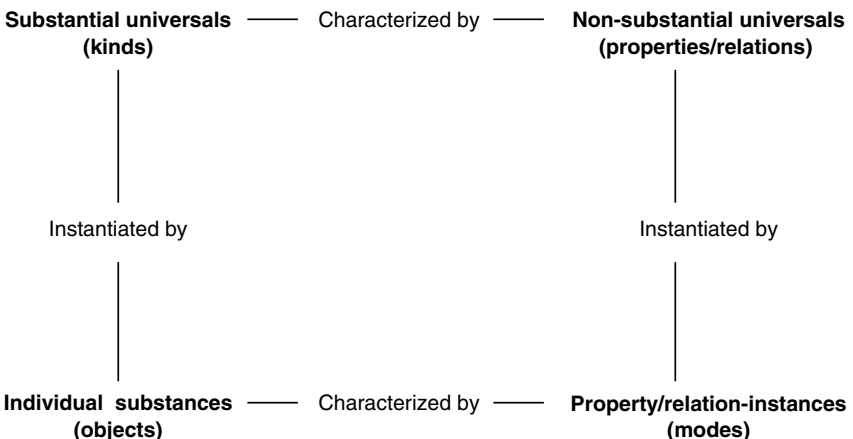 Substantial universals Characterized by Non-substantial universals
(kinds) (properties/relations)
Instantiated by Instantiated by
Individual substances Characterized by Property/relation-instances
(objects) (modes)